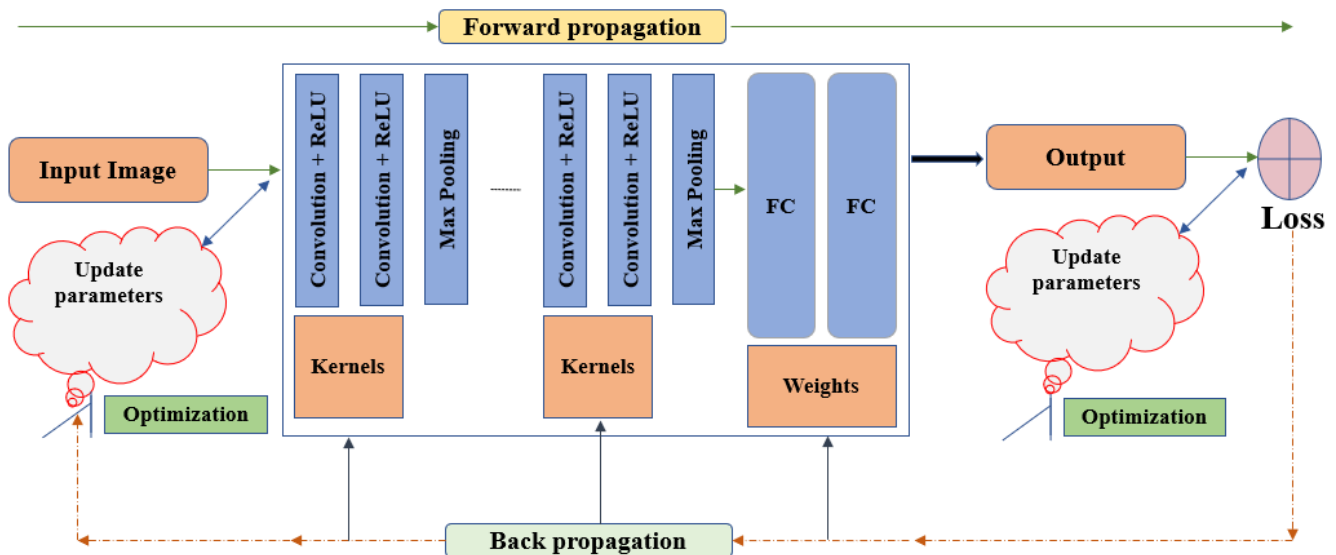 Forward propagation
Input Image
Convolution + ReLU
Convolution + ReLU
Max Pooling
Convolution + ReLU
Convolution + ReLU
Max Pooling
FC
FC
Output
Loss
Update
parameters
Kernels
Kernels
Weights
Update
parameters
Optimization
Optimization
Back propagation